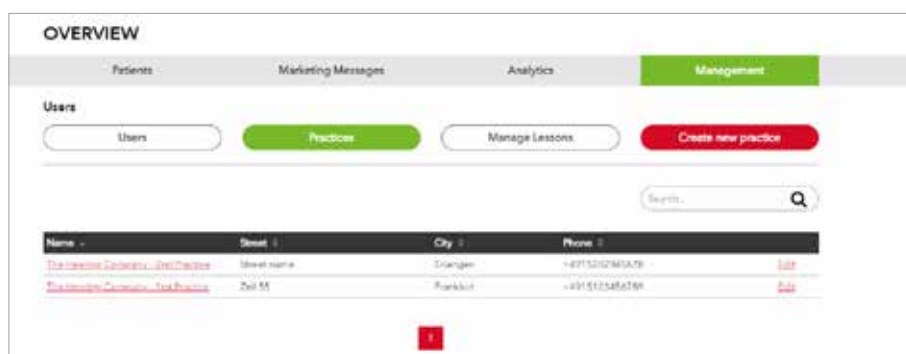 OVERVIEW
Patients Marketing Messages Analytics Management
Users
Users Practices Manage Lessons Create new practice
Search...
Name Street City Phone
The Hearing Company - 2nd Practice Street name Erlangen Edit
The Hearing Company - 1st Practice Zeil 55 Frankfurt Edit
1